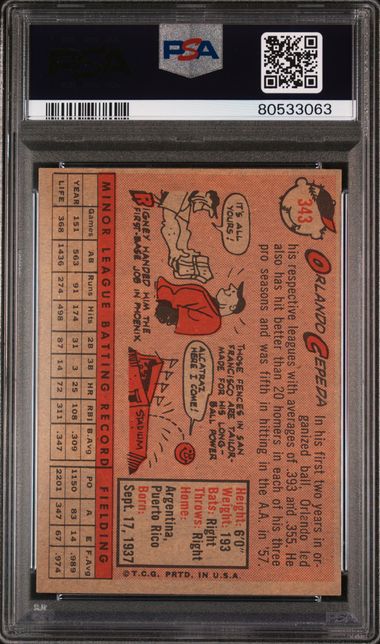 PSA
80533063
343
ORLANDO CEPEDA In his first two years in or-
ganized ball, Orlando led
his respective leagues with averages of .393 and .355. He
also has hit better than 20 homers in each of his three
pro seasons and was fifth in hitting in the A.A. in '57.
IT'S ALL
YOURS!
RIGNEY HANDED HIM THE
FIRST-BASE JOB IN PHOENIX.
THOSE FENCES IN SAN
FRANCISCO ARE TAILOR-
MADE FOR HIS LONG-
BALL POWER
ALCATRAZ
HERE I COME!
STADIUM
Height: 6'0"
Weight: 193
Bats: Right
Throws: Right
Home:
Argentina,
Puerto Rico
Born:
Sept. 17, 1937
MINOR LEAGUE BATTING RECORD FIELDING
Games AB Runs Hits 2B 3B HR RBI B.Avg PO A E F.Avg
YEAR 151 563 91 174 31 3 25 108 .309 1150 83 14 .989
LIFE 368 1436 274 498 87 14 72 311 .347 2201 347 67 .974
© T.C.G. PRTD. IN U.S.A.